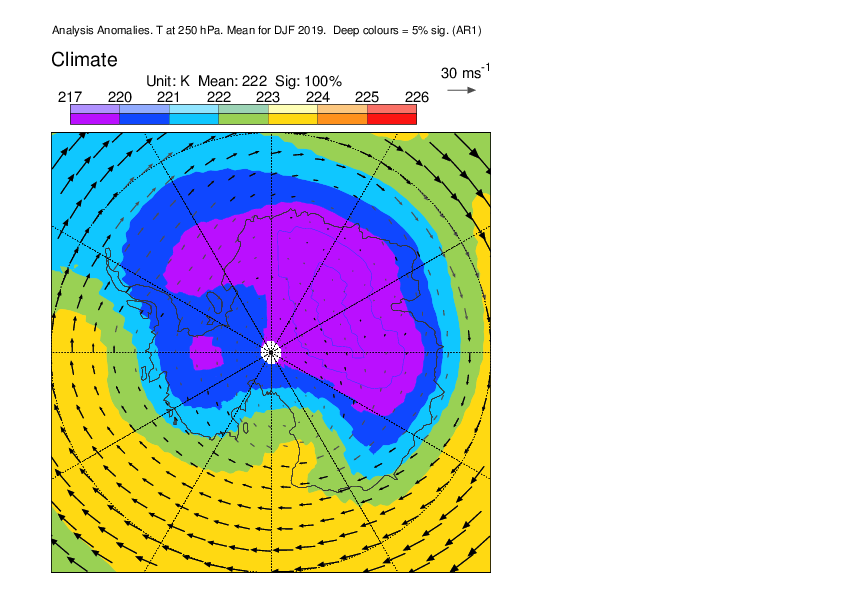 Analysis Anomalies. T at 250 hPa. Mean for DJF 2019.  Deep colours = 5% sig. (AR1)
Climate
30 ms-1
Unit: K  Mean: 222  Sig: 100%
217 220 221 222 223 224 225 226